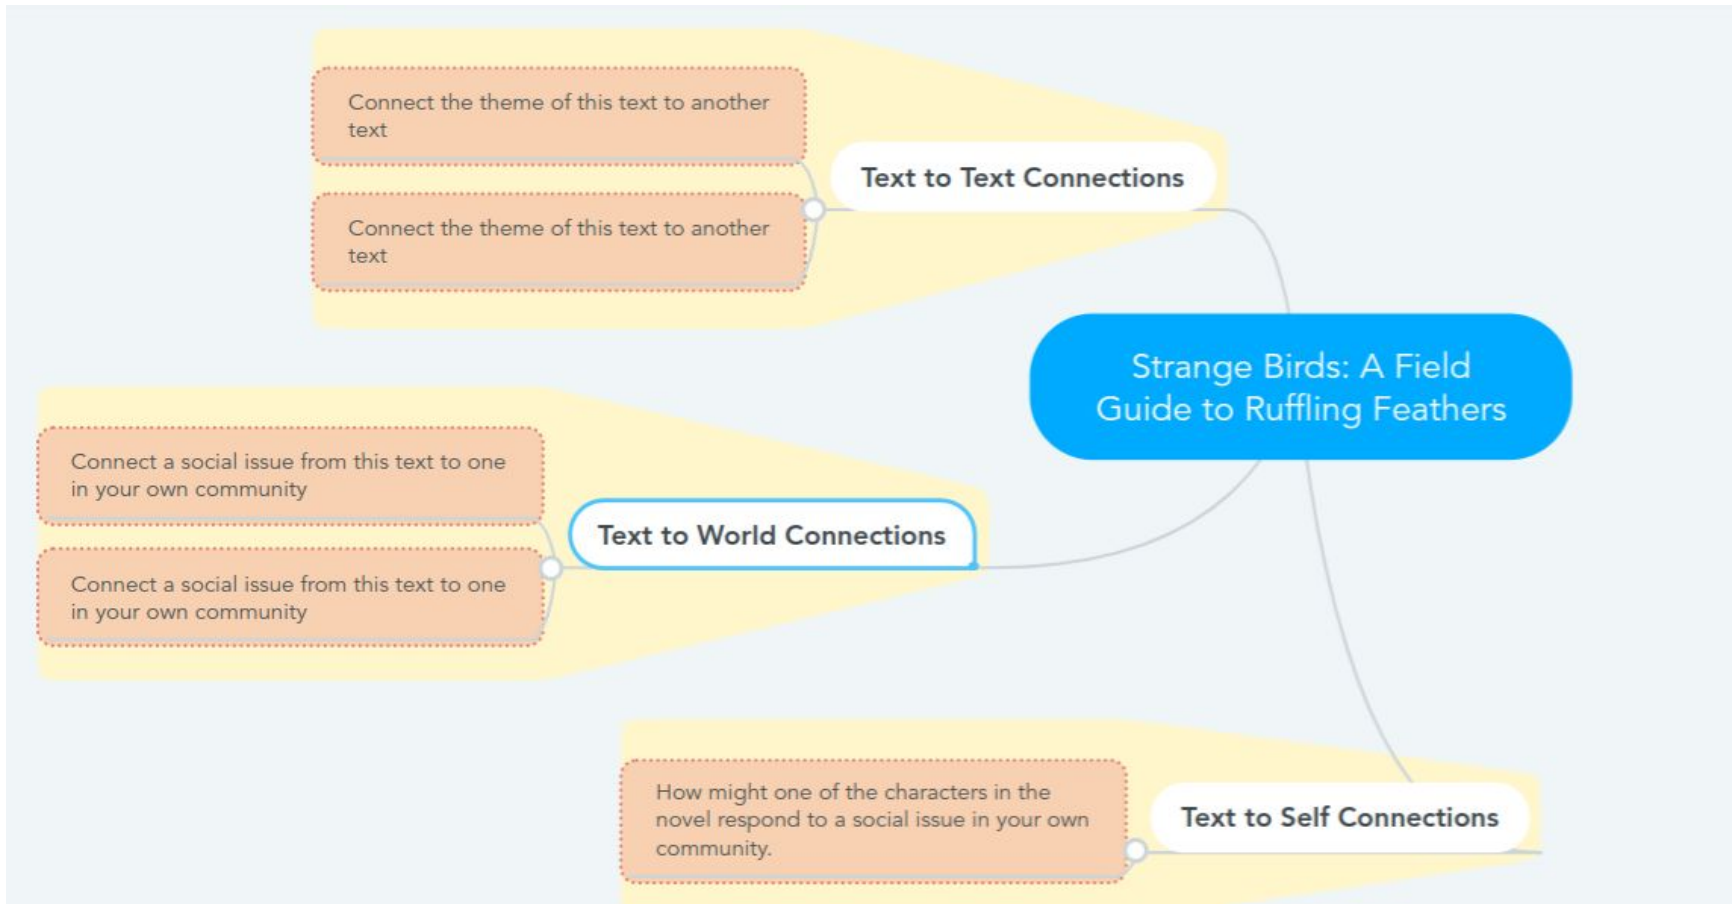 Connect the theme of this text to another
text
Connect the theme of this text to another
text
Text to Text Connections
Strange Birds: A Field
Guide to Ruffling Feathers
Connect a social issue from this text to one
in your own community
Connect a social issue from this text to one
in your own community
Text to World Connections
How might one of the characters in the
novel respond to a social issue in your own
community.
Text to Self Connections